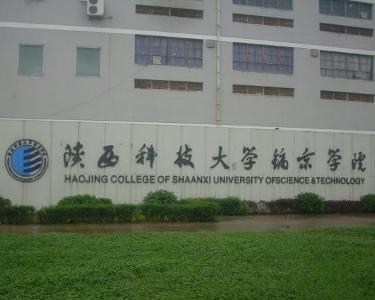 陕西科技大学镐京学院
HAOJING COLLEGE OF SHAANXI UNIVERSITY OFSCIENCE & TECHNOLOGY